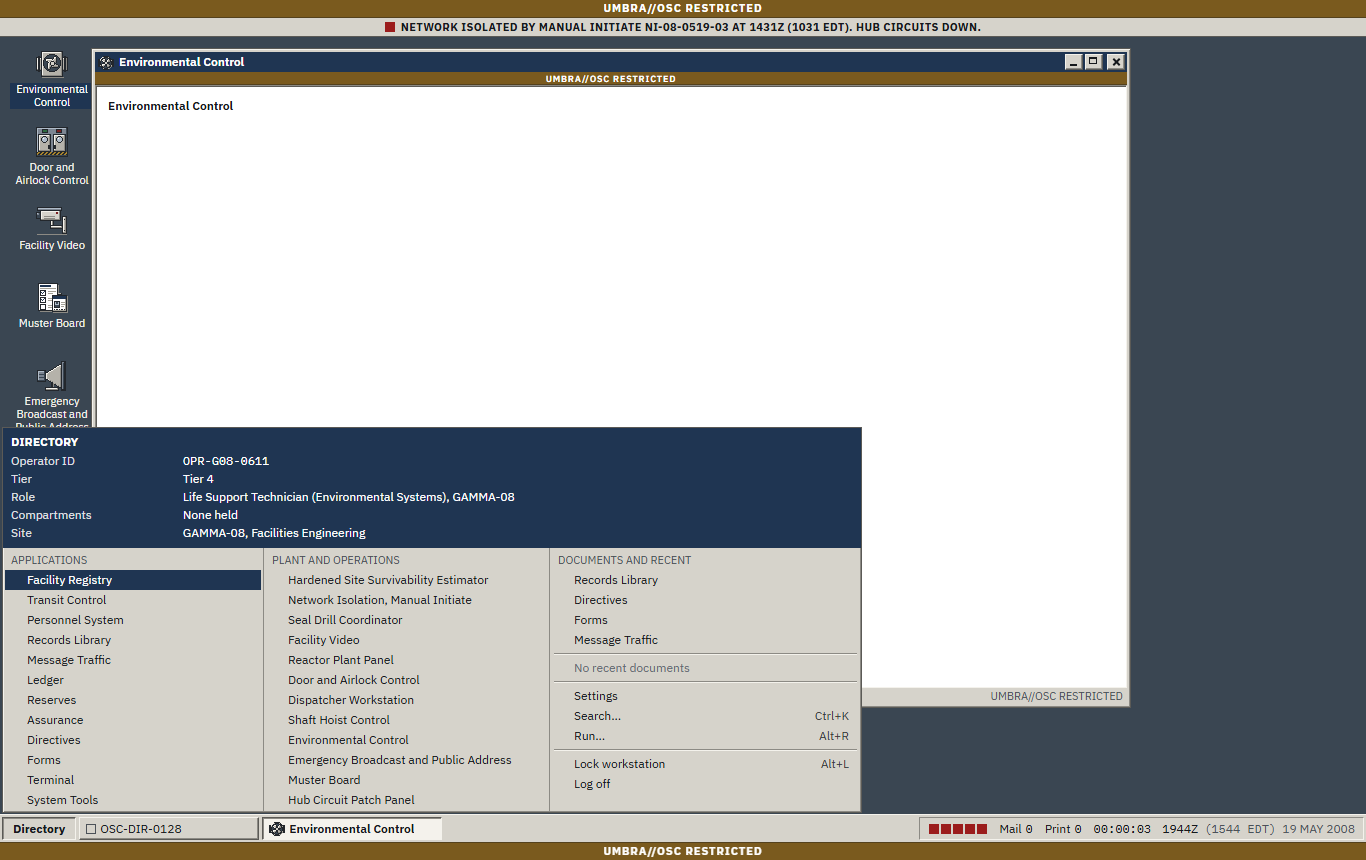 UMBRA//OSC RESTRICTED
NETWORK ISOLATED BY MANUAL INITIATE NI-08-0519-03 AT 1431Z (1031 EDT). HUB CIRCUITS DOWN.
Environmental
Control
Door and
Airlock Control
Facility Video
Muster Board
Emergency
Broadcast and
Public Address
Environmental Control
UMBRA//OSC RESTRICTED
Environmental Control
UMBRA//OSC RESTRICTED
DIRECTORY
Operator ID OPR-G08-0611
Tier Tier 4
Role Life Support Technician (Environmental Systems), GAMMA-08
Compartments None held
Site GAMMA-08, Facilities Engineering
APPLICATIONS
Facility Registry
Transit Control
Personnel System
Records Library
Message Traffic
Ledger
Reserves
Assurance
Directives
Forms
Terminal
System Tools
PLANT AND OPERATIONS
Hardened Site Survivability Estimator
Network Isolation, Manual Initiate
Seal Drill Coordinator
Facility Video
Reactor Plant Panel
Door and Airlock Control
Dispatcher Workstation
Shaft Hoist Control
Environmental Control
Emergency Broadcast and Public Address
Muster Board
Hub Circuit Patch Panel
DOCUMENTS AND RECENT
Records Library
Directives
Forms
Message Traffic
No recent documents
Settings
Search... Ctrl+K
Run... Alt+R
Lock workstation Alt+L
Log off
Directory
OSC-DIR-0128
Environmental Control
Mail 0 Print 0 00:00:03 1944Z (1544 EDT) 19 MAY 2008
UMBRA//OSC RESTRICTED